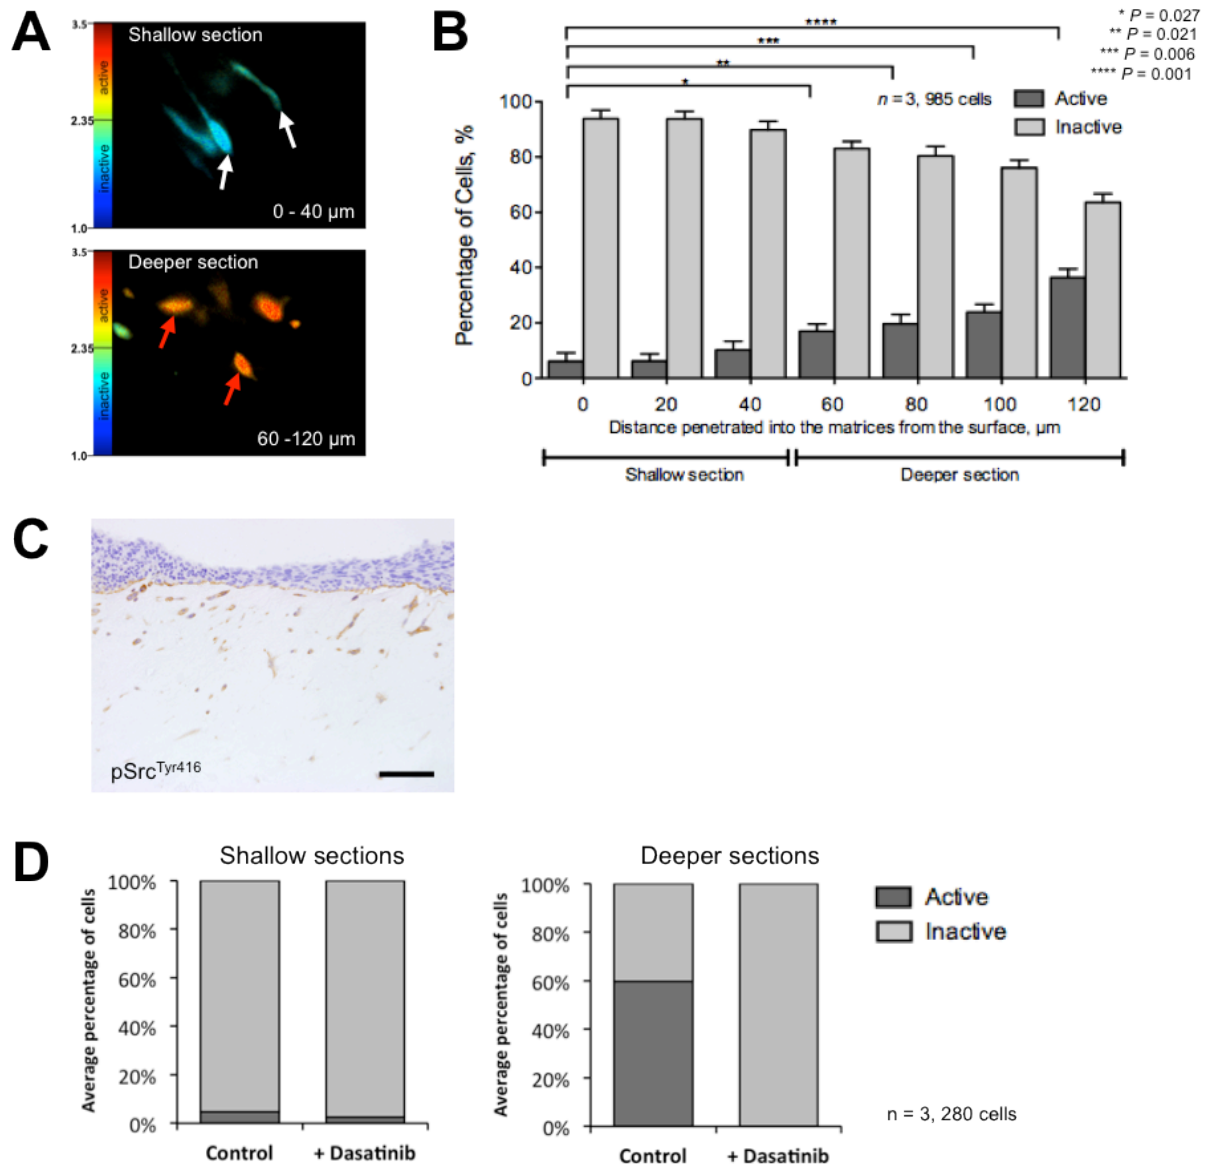 A
3.5
active
2.35
inactive
1.0
Shallow section
0 - 40 µm
3.5
active
2.35
inactive
1.0
Deeper section
60 -120 µm
B
****
***
**
*
* P = 0.027
** P = 0.021
*** P = 0.006
**** P = 0.001
n = 3, 985 cells
Active
Inactive
Percentage of Cells, %
100
80
60
40
20
0
0 20 40 60 80 100 120
Distance penetrated into the matrices from the surface, µm
Shallow section Deeper section
C
pSrcTyr416
D
Shallow sections
Average percentage of cells
100%
80%
60%
40%
20%
0%
Control + Dasatinib
Deeper sections
Average percentage of cells
100%
80%
60%
40%
20%
0%
Control + Dasatinib
Active
Inactive
n = 3, 280 cells